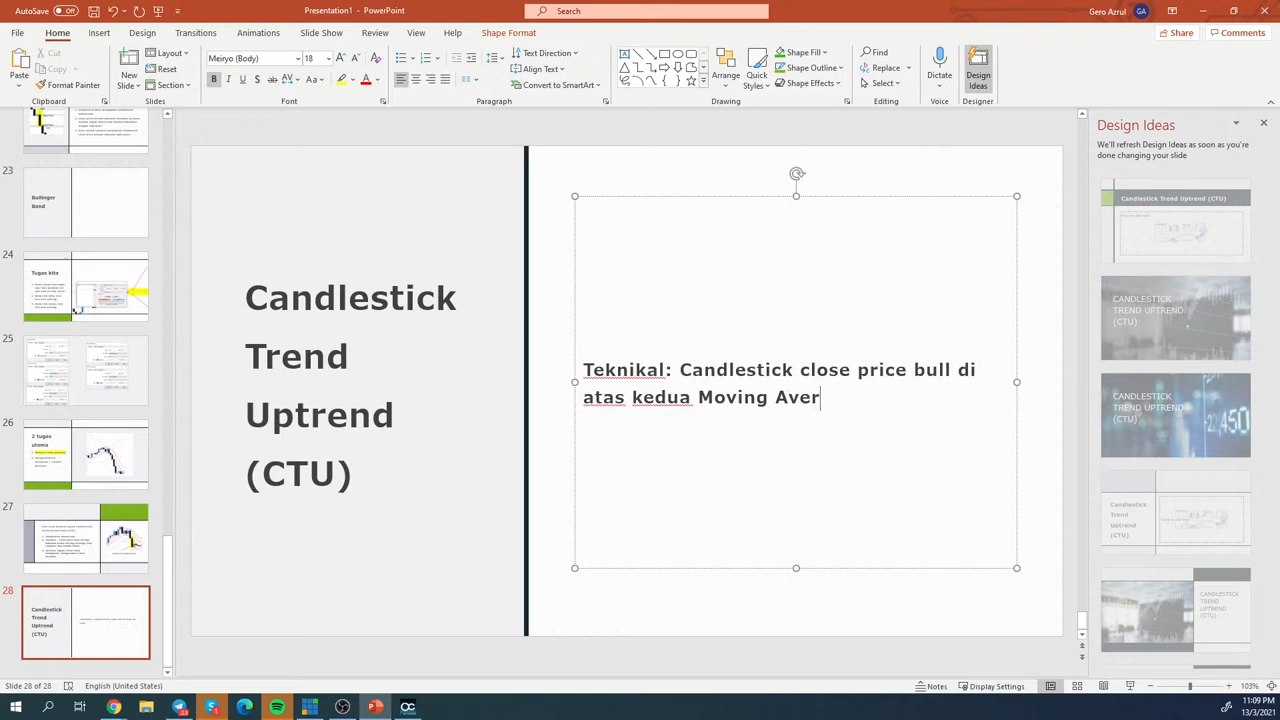 AutoSave Off
Presentation1 - PowerPoint
Search
Gero Azrul GA
File Home Insert Design Transitions Animations Slide Show Review View Help Shape Format
Share Comments
Paste
Cut
Copy
Format Painter
Clipboard
New
Slide
Layout
Reset
Section
Slides
Meiryo (Body) 18
Font
Text Direction
Align Text
Convert to SmartArt
Paragraph
Arrange
Quick
Styles
Shape Fill
Shape Outline
Shape Effects
Drawing
Find
Replace
Select
Editing
Dictate
Voice
Design
Ideas
Designer
23
Bollinger
Band
24
Tugas kita
25
26
2 tugas
utama
27
28
Candlestick
Trend
Uptrend
(CTU)
Candlestick
Trend
Uptrend
(CTU)
Teknikal: Candlestick close price bull di
atas kedua Moving Aver
Design Ideas
We'll refresh Design Ideas as soon as you're
done changing your slide
Candlestick Trend Uptrend (CTU)
CANDLESTICK
TREND UPTREND
(CTU)
CANDLESTICK
TREND UPTREND
(CTU)
Candlestick
Trend
Uptrend
(CTU)
CANDLESTICK
TREND UPTREND
(CTU)
Slide 28 of 28 English (United States)
Notes Display Settings 103%
11:09 PM
13/3/2021